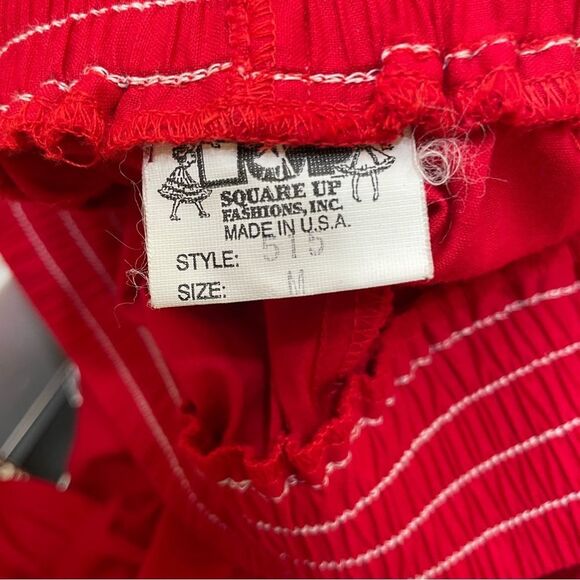 SQUARE UP
FASHIONS, INC.
MADE IN U.S.A.
STYLE: 515
SIZE: M